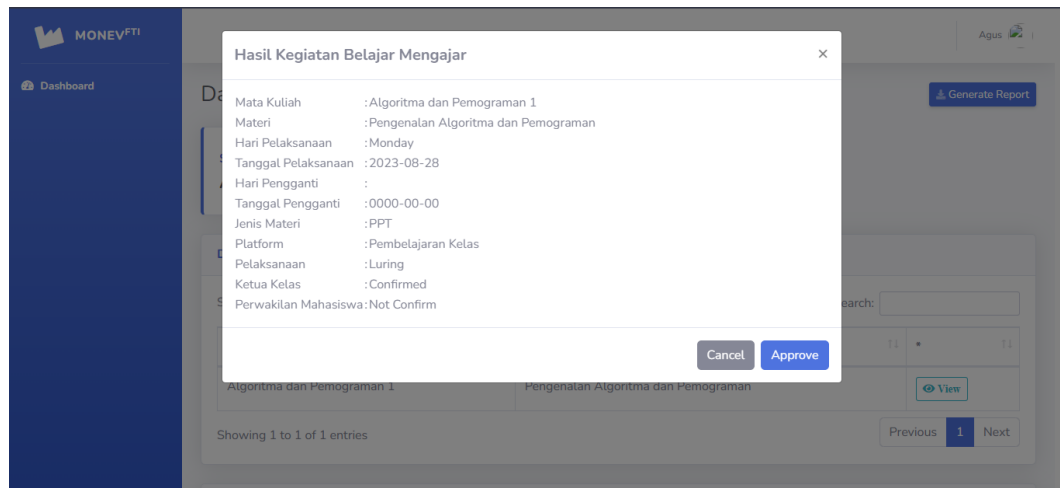 MONEVFTI
Agus
Dashboard
Generate Report
Hasil Kegiatan Belajar Mengajar ×
Mata Kuliah :Algoritma dan Pemograman 1
Materi :Pengenalan Algoritma dan Pemograman
Hari Pelaksanaan :Monday
Tanggal Pelaksanaan :2023-08-28
Hari Pengganti :
Tanggal Pengganti :0000-00-00
Jenis Materi :PPT
Platform :Pembelajaran Kelas
Pelaksanaan :Luring
Ketua Kelas :Confirmed
Perwakilan Mahasiswa:Not Confirm
Cancel Approve
Algoritma dan Pemograman 1 Pengenalan Algoritma dan Pemograman View
Showing 1 to 1 of 1 entries Previous 1 Next